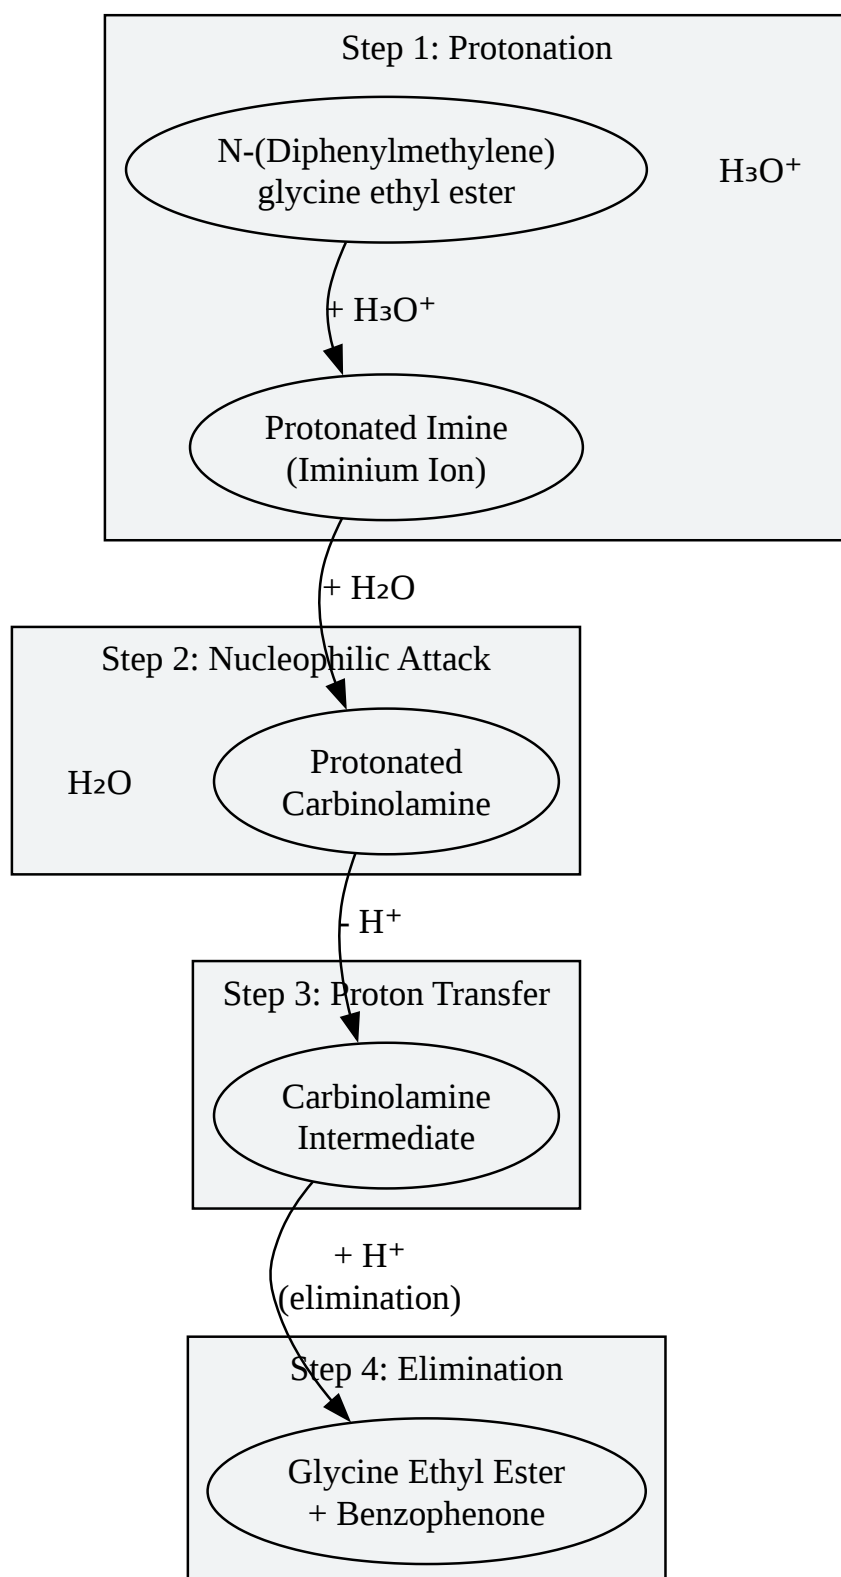 Step 1: Protonation
N-(Diphenylmethylene)
glycine ethyl ester
H₃O⁺
+ H₃O⁺
Protonated Imine
(Iminium Ion)
+ H₂O
Step 2: Nucleophilic Attack
H₂O
Protonated
Carbinolamine
- H⁺
Step 3: Proton Transfer
Carbinolamine
Intermediate
+ H⁺
(elimination)
Step 4: Elimination
Glycine Ethyl Ester
+ Benzophenone